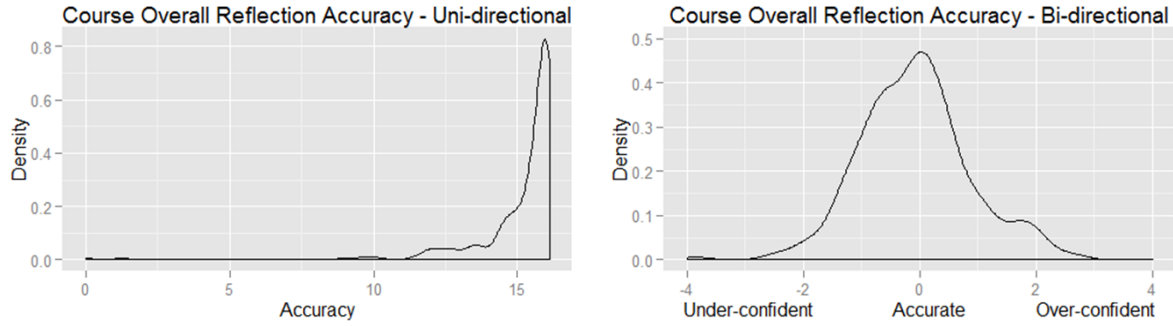 Course Overall Reflection Accuracy - Uni-directional
0.8
0.6
0.4
0.2
0.0
Density
0 5 10 15
Accuracy
Course Overall Reflection Accuracy - Bi-directional
0.5
0.4
0.3
0.2
0.1
0.0
Density
-4 -2 0 2 4
Under-confident Accurate Over-confident